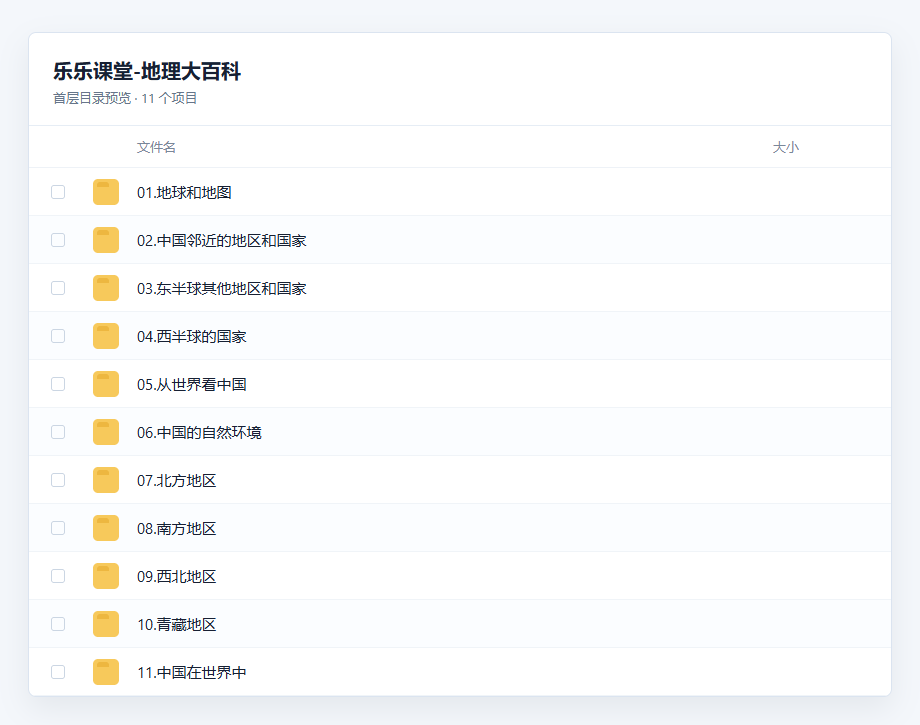 乐乐课堂-地理大百科
首层目录预览 · 11 个项目
文件名 大小
01.地球和地图
02.中国邻近的地区和国家
03.东半球其他地区和国家
04.西半球的国家
05.从世界看中国
06.中国的自然环境
07.北方地区
08.南方地区
09.西北地区
10.青藏地区
11.中国在世界中